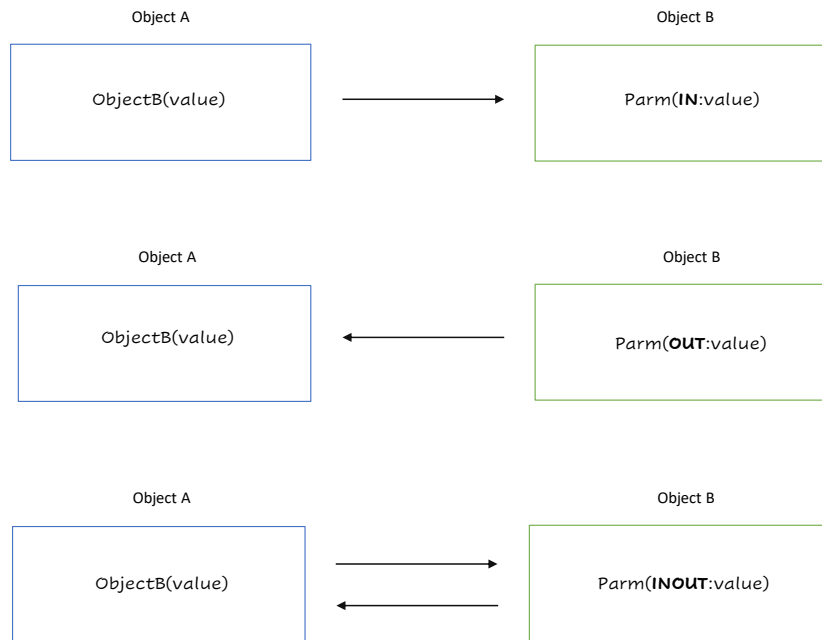 Object A
Object B
ObjectB(value)
Parm(IN:value)
Object A
Object B
ObjectB(value)
Parm(OUT:value)
Object A
Object B
ObjectB(value)
Parm(INOUT:value)